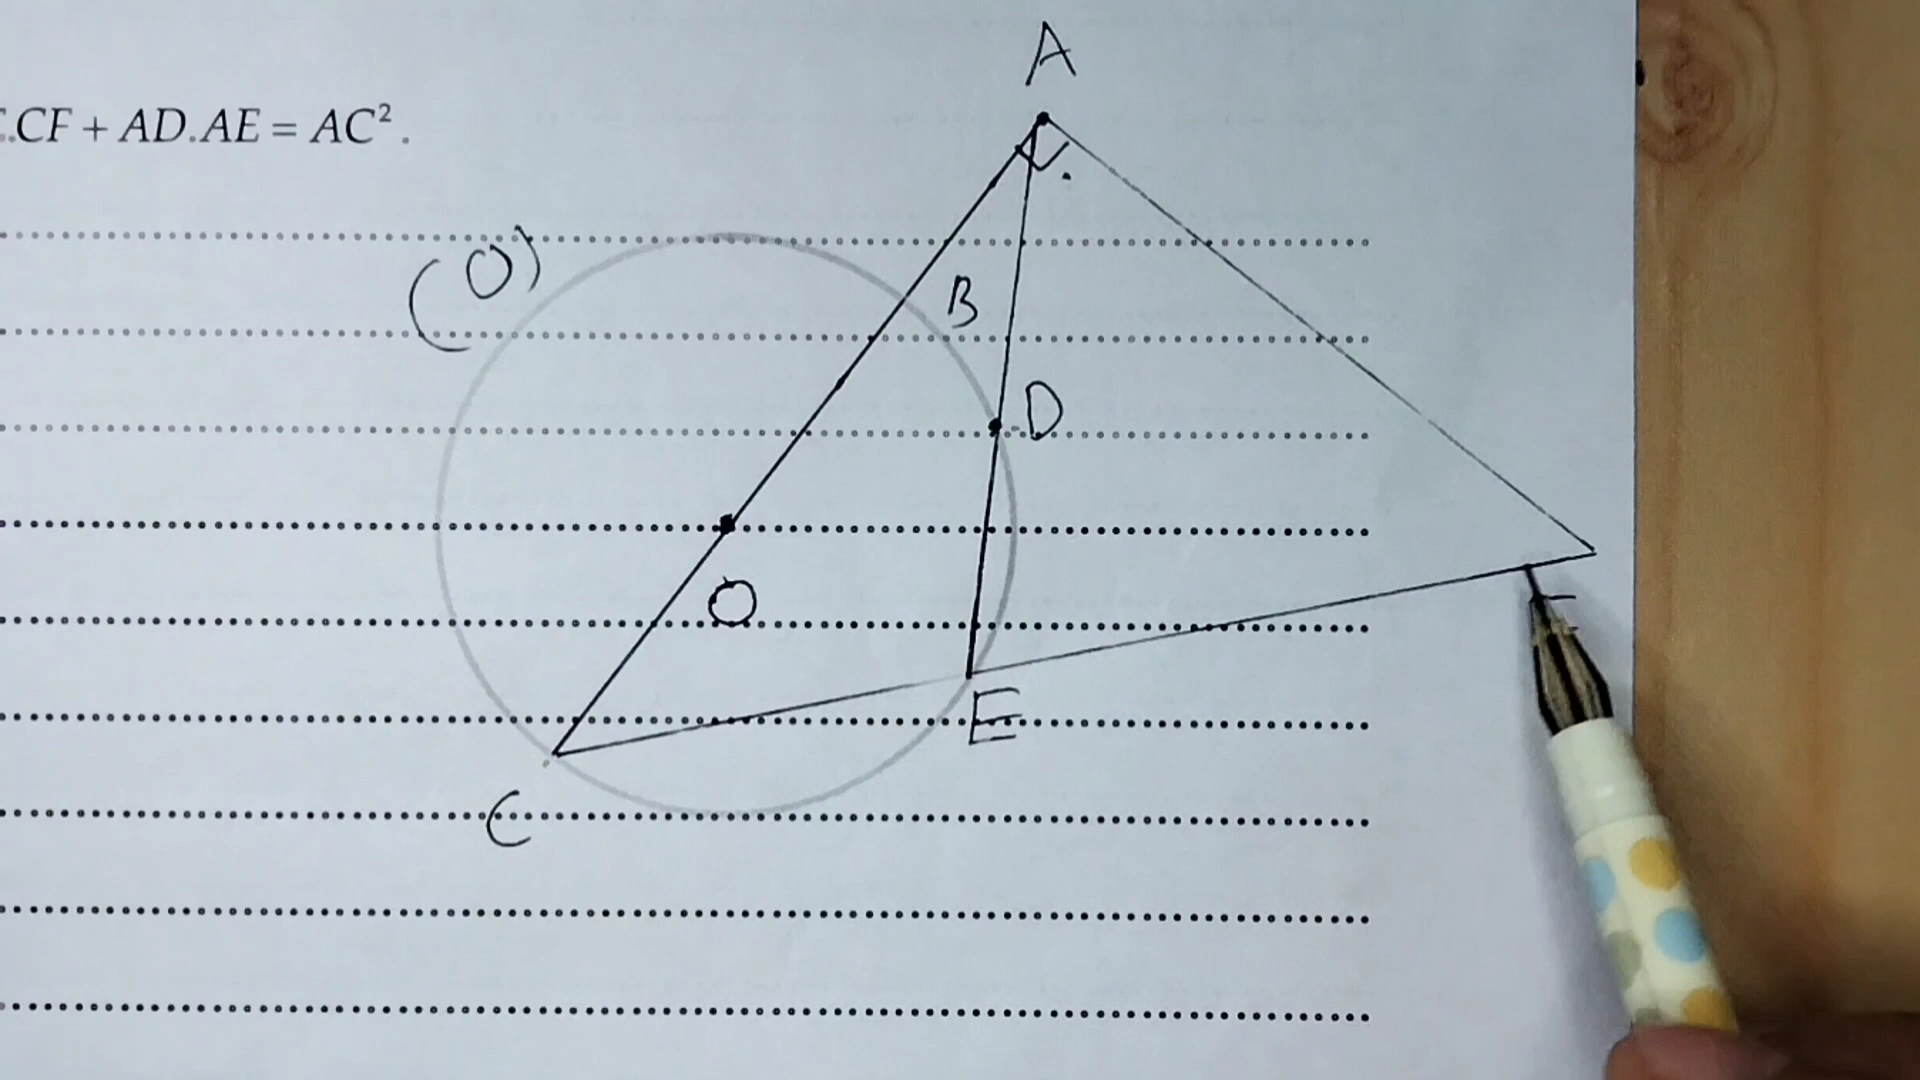 .CF + AD.AE = AC².
A
(O)
B
D
O
F
E
C